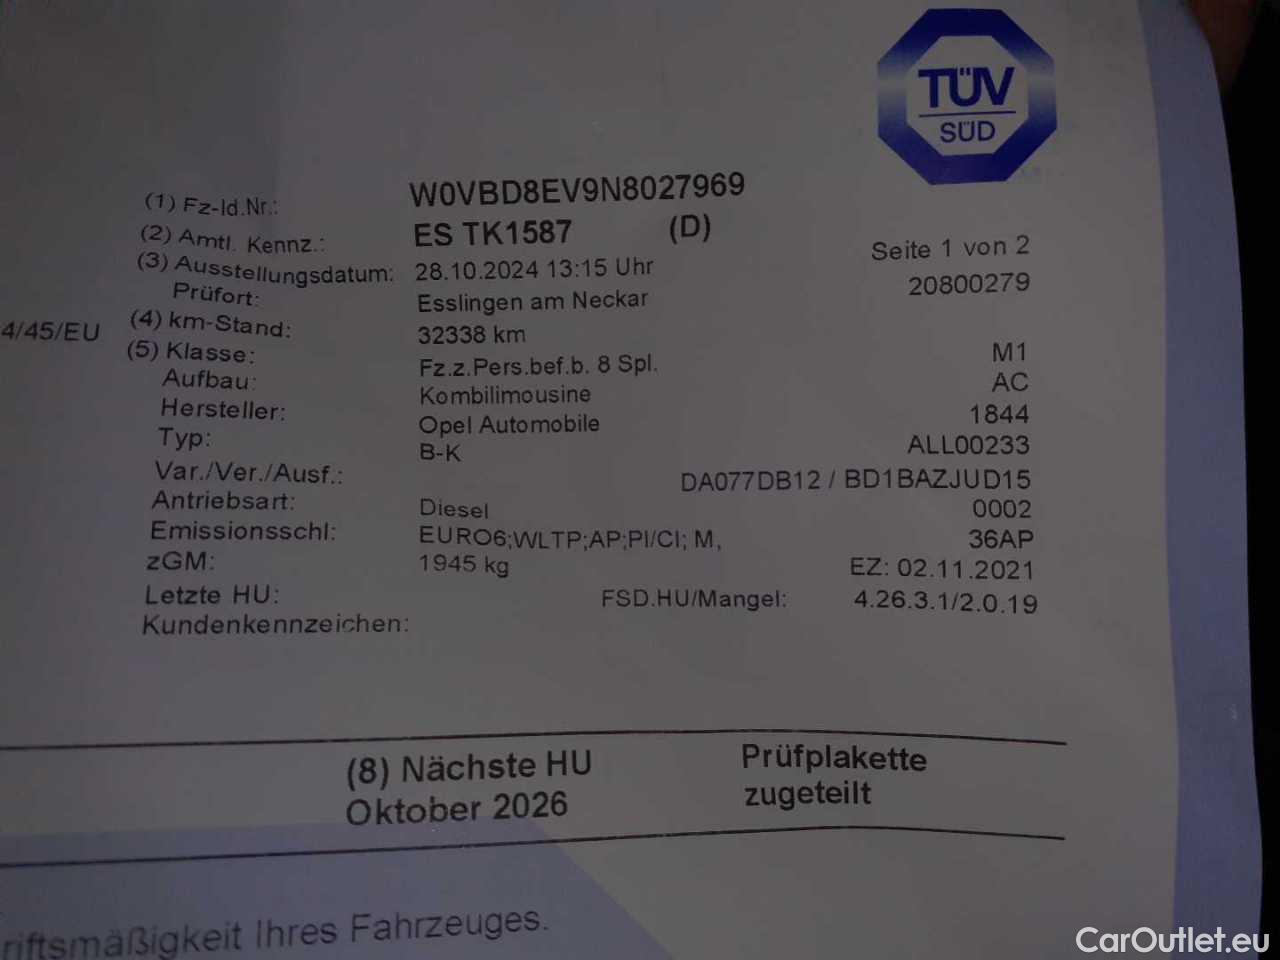 TÜV
SÜD
(1) Fz-Id.Nr.: W0VBD8EV9N8027969
(2) Amtl. Kennz.: ES TK1587 (D)
(3) Ausstellungsdatum: 28.10.2024 13:15 Uhr Seite 1 von 2
Prüfort: Esslingen am Neckar 20800279
4/45/EU (4) km-Stand: 32338 km
(5) Klasse: Fz.z.Pers.bef.b. 8 Spl. M1
Aufbau: Kombilimousine AC
Hersteller: Opel Automobile 1844
Typ: B-K ALL00233
Var./Ver./Ausf.: DA077DB12 / BD1BAZJUD15
Antriebsart: Diesel 0002
Emissionsschl: EURO6;WLTP;AP;PI/CI; M, 36AP
zGM: 1945 kg EZ: 02.11.2021
Letzte HU: FSD.HU/Mangel: 4.26.3.1/2.0.19
Kundenkennzeichen:
(8) Nächste HU Prüfplakette
Oktober 2026 zugeteilt
riftsmäßigkeit Ihres Fahrzeuges.
CarOutlet.eu